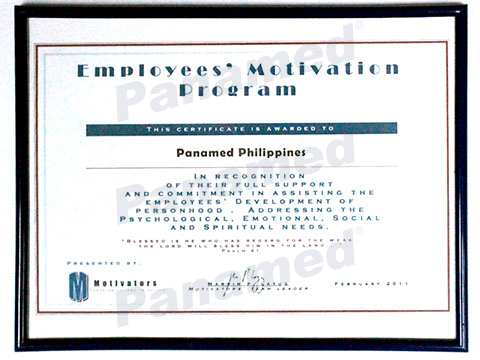 Employees' Motivation
Program
THIS CERTIFICATE IS AWARDED TO
Panamed Philippines
IN RECOGNITION
OF THEIR FULL SUPPORT
AND COMMITMENT IN ASSISTING THE
EMPLOYEES' DEVELOPMENT OF
PERSONHOOD , ADDRESSING THE
PSYCHOLOGICAL, EMOTIONAL, SOCIAL
AND SPIRITUAL NEEDS.
"BLESSED IS HE WHO HAS REGARD FOR THE WEAK
THE LORD WILL BLESS HIM IN THE LAND
PSALM 41
PRESENTED BY:
Motivators
MOTIVATORS TEAM LEADER
FEBRUARY 2011
Panamed®
Panamed®
Panamed®
Panamed®